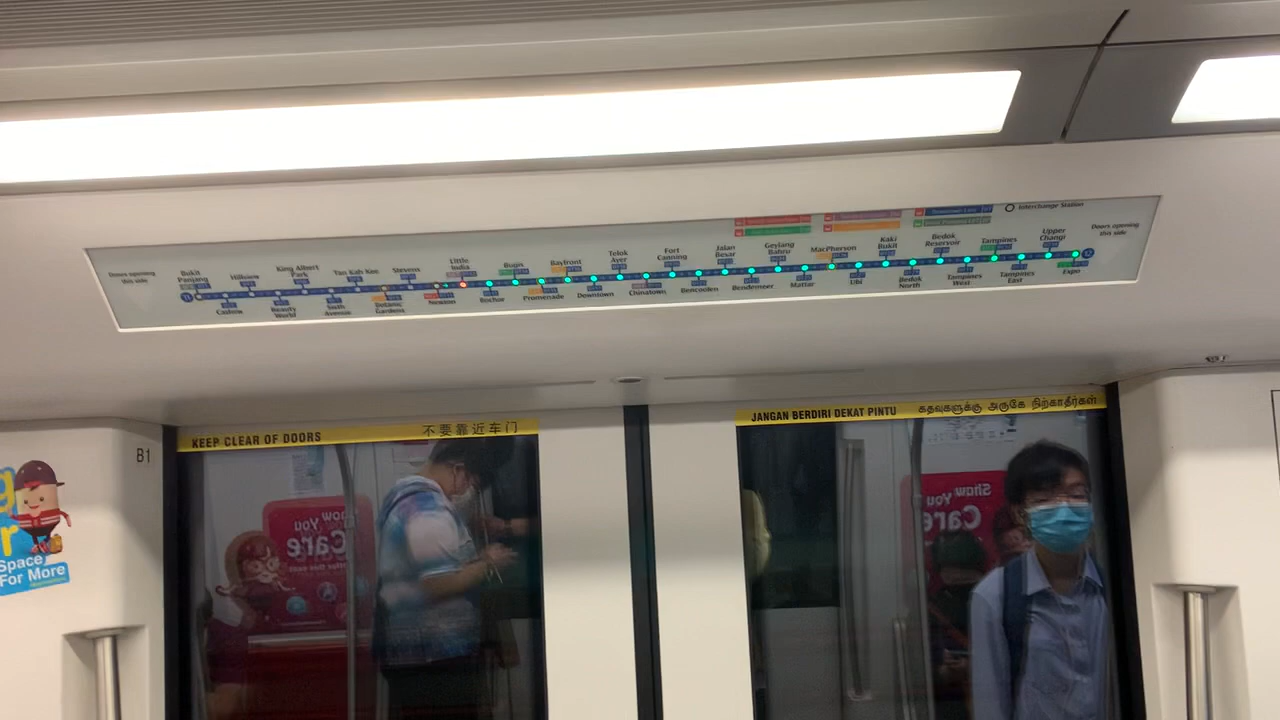 Interchange Station
Doors opening
this side
Bukit
Panjang
Cashew
Hillview
Beauty
World
King Albert
Park
Sixth
Avenue
Tan Kah Kee
Botanic
Gardens
Stevens
Newton
Little
India
Rochor
Bugis
Promenade
Bayfront
Downtown
Telok
Ayer
Chinatown
Fort
Canning
Bencoolen
Jalan
Besar
Bendemeer
Geylang
Bahru
Mattar
MacPherson
Ubi
Kaki
Bukit
Bedok
North
Bedok
Reservoir
Tampines
West
Tampines
Tampines
East
Upper
Changi
Expo
Doors opening
this side
KEEP CLEAR OF DOORS
不要靠近车门
JANGAN BERDIRI DEKAT PINTU
கதவுகளுக்கு அருகே நிற்காதீர்கள்
B1
Space
For More
Show You
Care
Show You
Care